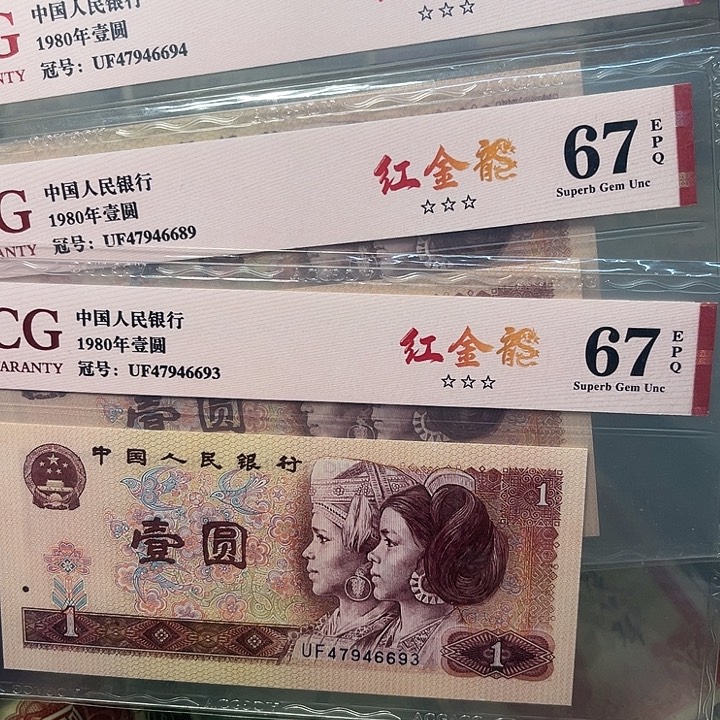 CG
中国人民银行
1980年壹圆
冠号：UF47946694
☆☆☆
G
中国人民银行
1980年壹圆
冠号：UF47946689
ANTY
红金龙
☆☆☆
67
EPQ
Superb Gem Unc
CG
ARANTY
中国人民银行
1980年壹圆
冠号：UF47946693
红金龙
☆☆☆
67
EPQ
Superb Gem Unc
壹圆
中国人民银行
壹圆
1
1
UF47946693
1